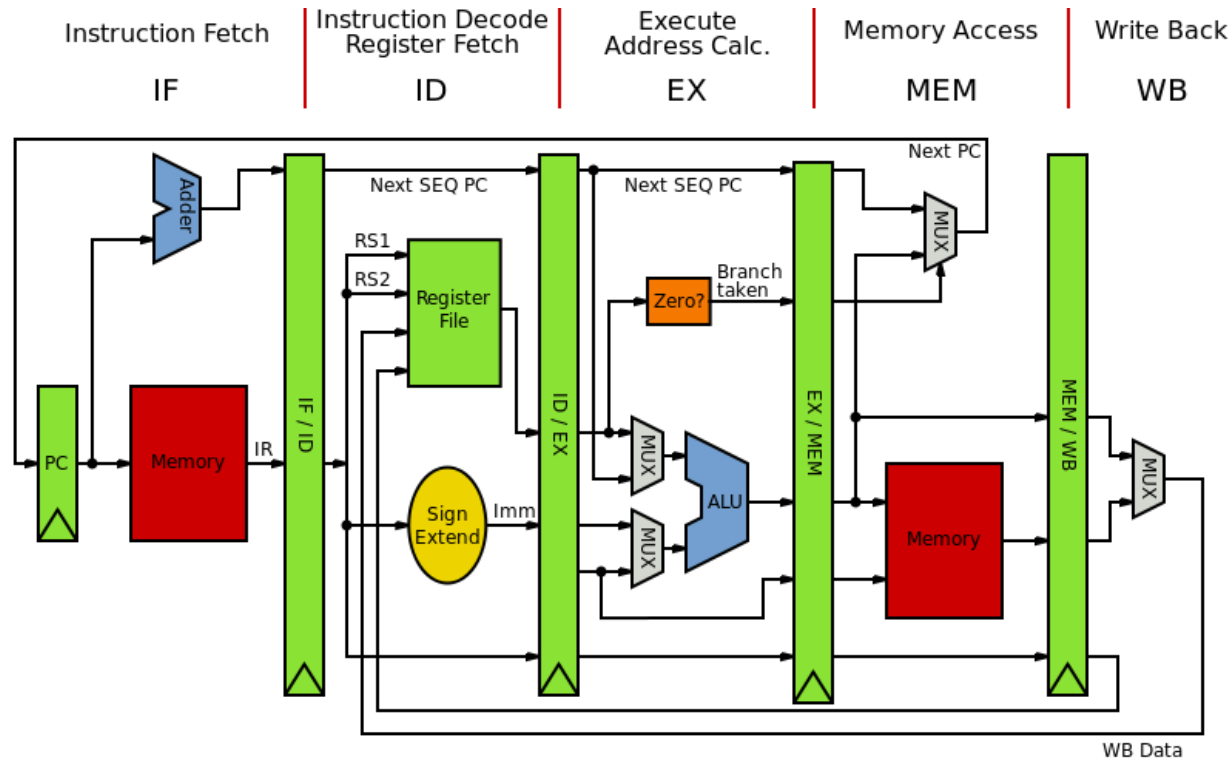 Instruction Fetch
Instruction Decode
Register Fetch
Execute
Address Calc.
Memory Access
Write Back
IF
ID
EX
MEM
WB
Next PC
Adder
Next SEQ PC
Next SEQ PC
MUX
RS1
RS2
Register
File
Branch
taken
Zero?
IF / ID
ID / EX
EX / MEM
MEM / WB
PC
Memory
IR
MUX
ALU
MUX
Sign
Extend
Imm
MUX
Memory
WB Data